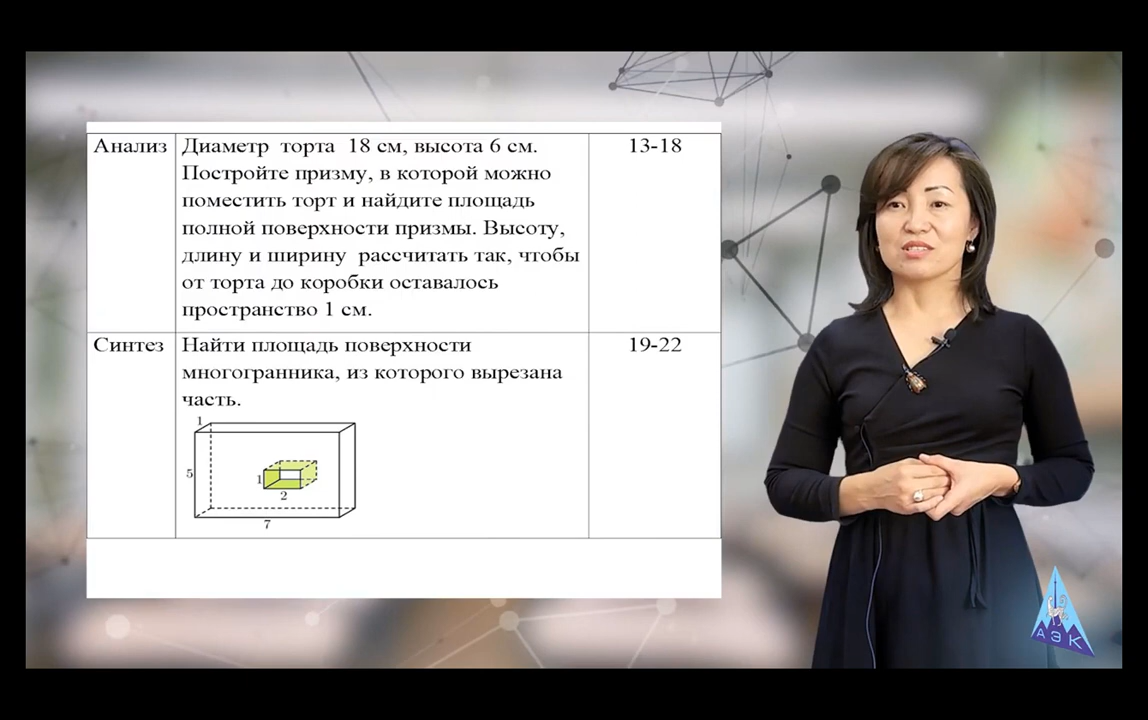 Анализ
Диаметр торта 18 см, высота 6 см.
Постройте призму, в которой можно
поместить торт и найдите площадь
полной поверхности призмы. Высоту,
длину и ширину рассчитать так, чтобы
от торта до коробки оставалось
пространство 1 см.
13-18
Синтез
Найти площадь поверхности
многогранника, из которого вырезана
часть.
1
5
1
2
7
19-22
АЭК